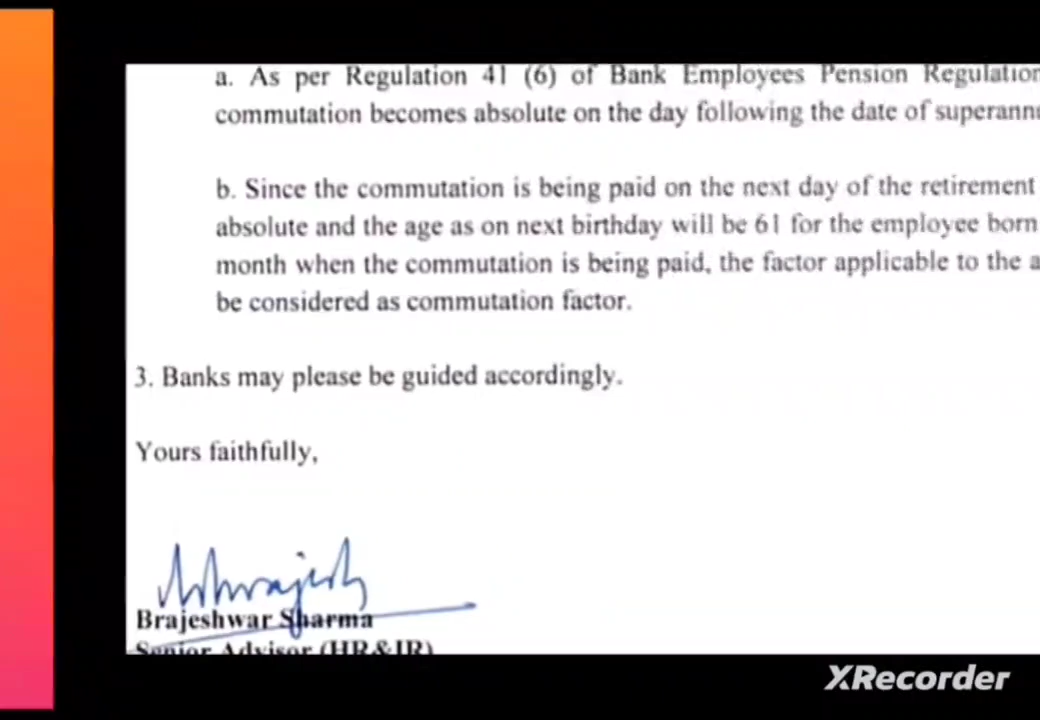 a. As per Regulation 41 (6) of Bank Employees Pension Regulation
commutation becomes absolute on the day following the date of
b. Since the commutation is being paid on the next day of the retirement
absolute and the age as on next birthday will be 61 for the employee born
month when the commutation is being paid, the factor applicable to the
be considered as commutation factor.
3. Banks may please be guided accordingly.
Yours faithfully,
Brajeshwar Sharma
Senior Advisor (HR&IR)
XRecorder